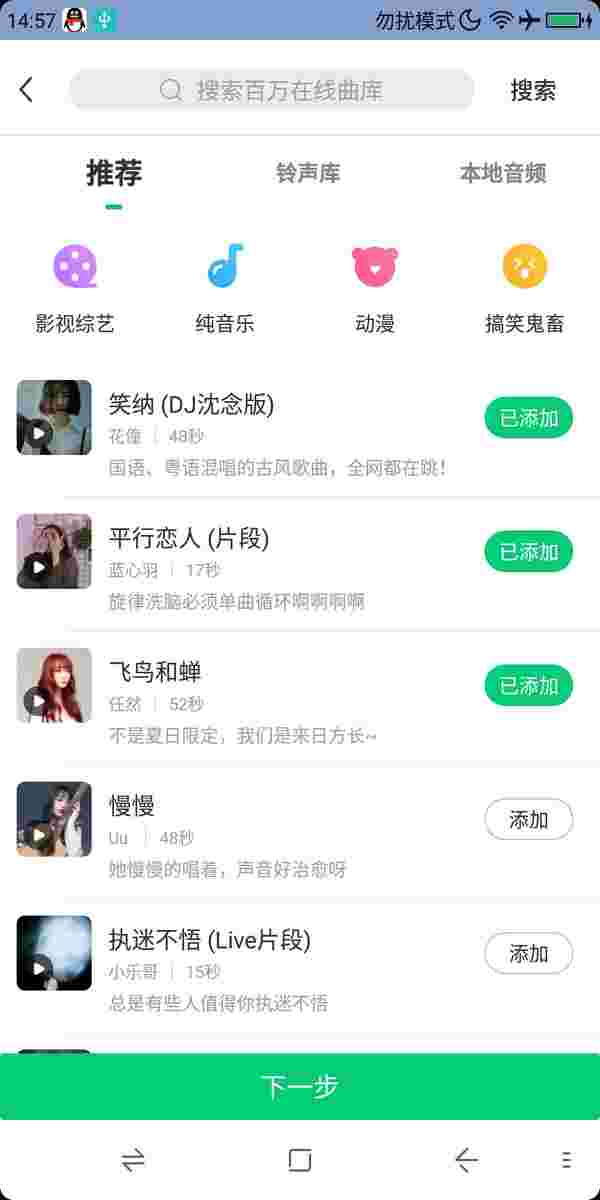 14:57
勿扰模式
搜索百万在线曲库
搜索
推荐
铃声库
本地音频
影视综艺
纯音乐
动漫
搞笑鬼畜
笑纳 (DJ沈念版)
已添加
花僮 | 48秒
国语、粤语混唱的古风歌曲，全网都在跳！
平行恋人 (片段)
已添加
蓝心羽 | 17秒
旋律洗脑必须单曲循环啊啊啊啊
飞鸟和蝉
已添加
任然 | 52秒
不是夏日限定，我们是来日方长~
慢慢
添加
Uu | 48秒
她慢慢的唱着，声音好治愈呀
执迷不悟 (Live片段)
添加
小乐哥 | 15秒
总是有些人值得你执迷不悟
下一步